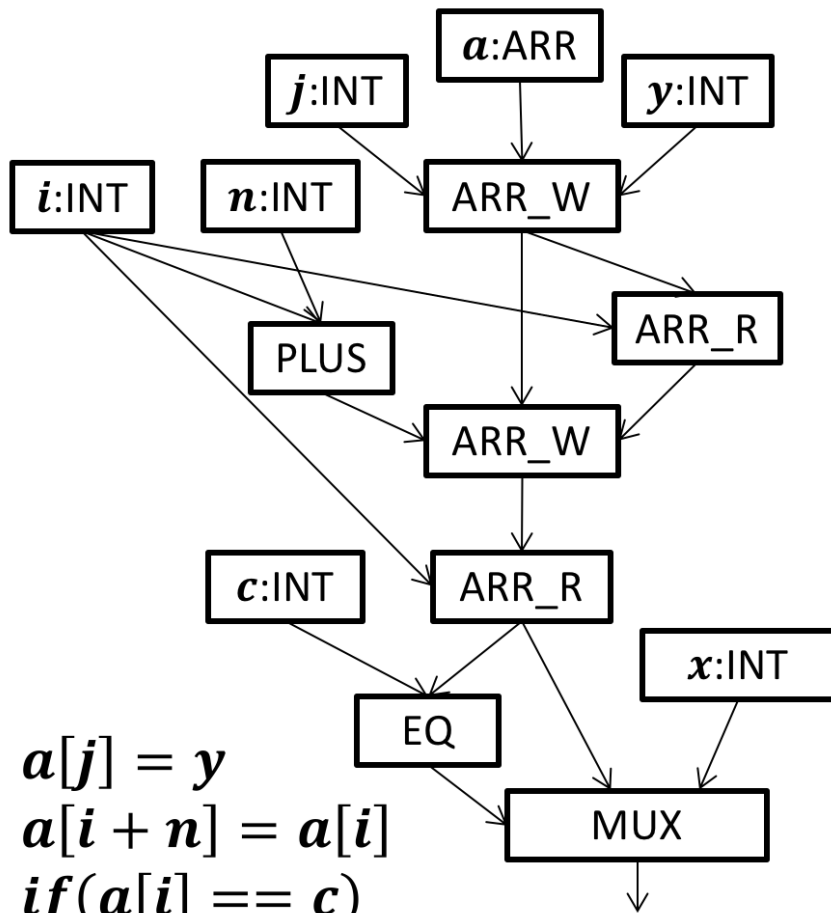 a:ARR
j:INT
y:INT
i:INT
n:INT
ARR_W
ARR_R
PLUS
ARR_W
c:INT
ARR_R
x:INT
EQ
MUX
a[j] = y
a[i + n] = a[i]
if(a[i] == c)